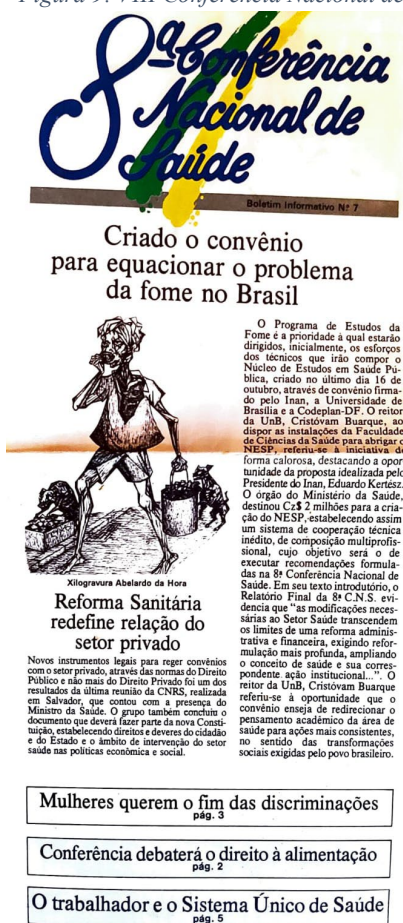 Figura 9: VIII Conferência Nacional de
8ª Conferência
Nacional de
Saúde
Boletim Informativo N.º 7
Criado o convênio
para equacionar o problema
da fome no Brasil
Xilogravura Abelardo da Hora
Reforma Sanitária
redefine relação do
setor privado
Novos instrumentos legais para reger convênios
com o setor privado, através das normas do Direito
Público e não mais do Direito Privado foi um dos
resultados da última reunião da CNRS, realizada
em Salvador, que contou com a presença do
Ministro da Saúde. O grupo também concluiu o
documento que deverá fazer parte da nova Consti-
tuição, estabelecendo direitos e deveres do cidadão
e do Estado e o âmbito de intervenção do setor
saúde nas políticas econômica e social.
O Programa de Estudos da
Fome é a prioridade à qual estarão
dirigidos, inicialmente, os esforços
dos técnicos que irão compor o
Núcleo de Estudos em Saúde Pú-
blica, criado no último dia 16 de
outubro, através de convênio firma-
do pelo Inan, a Universidade de
Brasília e a Codeplan-DF. O reitor
da UnB, Cristóvam Buarque, ao
dispor as instalações da Faculdade
de Ciências da Saúde para abrigar o
NESP, referiu-se à iniciativa de
forma calorosa, destacando a opor
tunidade da proposta idealizada pelo
Presidente do Inan, Eduardo Kertész.
O órgão do Ministério da Saúde,
destinou Cz$ 2 milhões para a cria-
ção do NESP, estabelecendo assim
um sistema de cooperação técnica
inédito, de composição multiprofis-
sional, cujo objetivo será o de
executar recomendações formula-
das na 8ª Conferência Nacional de
Saúde. Em seu texto introdutório, o
Relatório Final da 8ª C.N.S. evi-
dencia que "as modificações neces-
sárias ao Setor Saúde transcendem
os limites de uma reforma adminis-
trativa e financeira, exigindo refor-
mulação mais profunda, ampliando
o conceito de saúde e sua corres-
pondente ação institucional...". O
reitor da UnB, Cristóvam Buarque
referiu-se à oportunidade que o
convênio enseja de redirecionar o
pensamento acadêmico da área de
saúde para ações mais consistentes,
no sentido das transformações
sociais exigidas pelo povo brasileiro.
Mulheres querem o fim das discriminações
pág. 3
Conferência debaterá o direito à alimentação
pág. 2
O trabalhador e o Sistema Único de Saúde
pág. 5